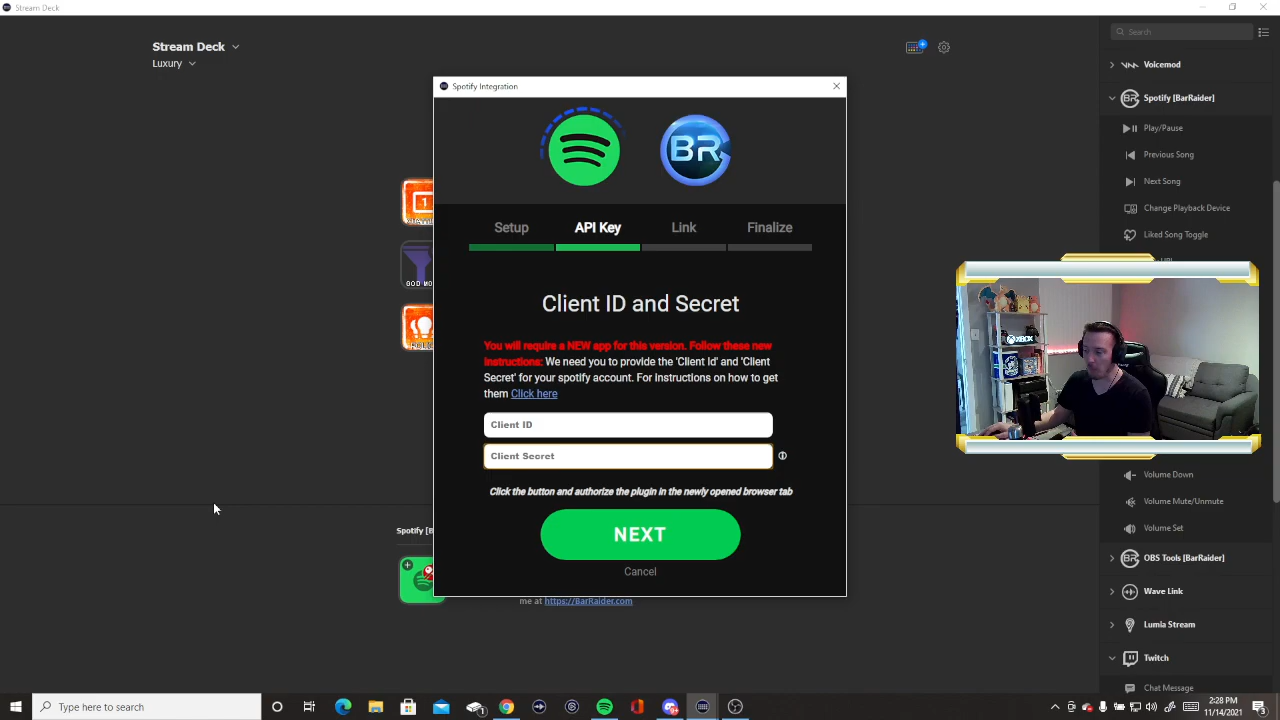 Stream Deck
Stream Deck
Luxury
Search
Voicemod
Spotify [BarRaider]
Play/Pause
Previous Song
Next Song
Change Playback Device
Liked Song Toggle
Volume Down
Volume Mute/Unmute
Volume Set
OBS Tools [BarRaider]
Wave Link
Lumia Stream
Twitch
Chat Message
Spotify Integration
BR
Setup
API Key
Link
Finalize
Client ID and Secret
You will require a NEW app for this version. Follow these new
instructions: We need you to provide the 'Client Id' and 'Client
Secret' for your spotify account. For instructions on how to get
them Click here
Client ID
Client Secret
Click the button and authorize the plugin in the newly opened browser tab
NEXT
Cancel
1
GOD MO
Spotify [B
me at https://BarRaider.com
XBOX
Type here to search
2:28 PM
11/14/2021